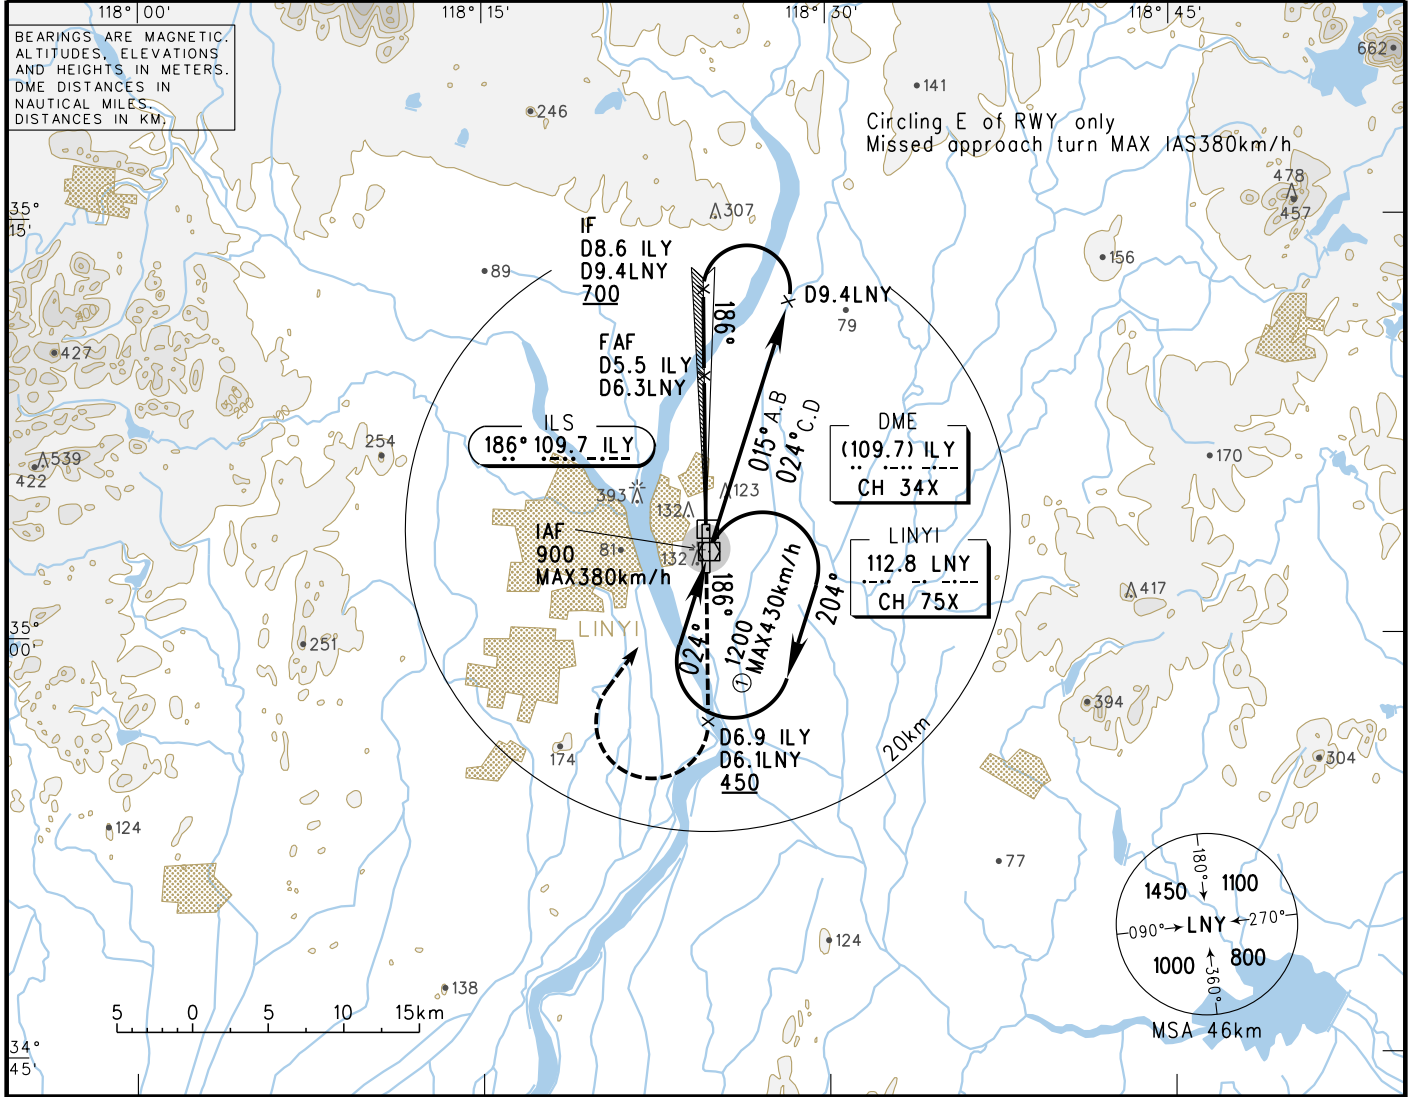 118° 00'
118° 15'
118° 30'
118° 45'
BEARINGS ARE MAGNETIC.
ALTITUDES, ELEVATIONS
AND HEIGHTS IN METERS.
DME DISTANCES IN
NAUTICAL MILES.
DISTANCES IN KM.
662
141
246
Circling E of RWY only
Missed approach turn MAX IAS380km/h
478
457
35°
15'
307
IF
D8.6 ILY
D9.4LNY
700
156
89
D9.4LNY
79
186°
400
427
FAF
D5.5 ILY
D6.3LNY
400
200
015° A.B
024° C.D
ILS
186° 109.7 ILY
DME
(109.7) ILY
CH 34X
254
539
422
170
393
123
132
IAF
900
MAX380km/h
81
132
LINYI
112.8 LNY
CH 75X
417
186°
204°
1200
MAX430km/h
1
024°
LINYI
35°
00'
251
394
D6.9 ILY
D6.1LNY
450
20km
174
304
124
77
180°
1450
1100
090°
LNY
270°
1000
800
360°
MSA 46km
124
138
5 0 5 10 15km
34°
45'